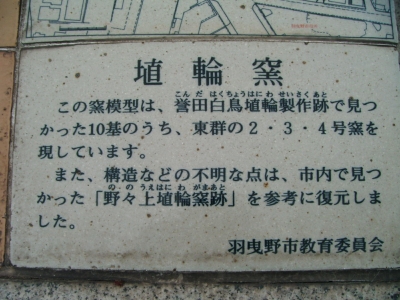 埴輪窯
この窯模型は、誉田白鳥埴輪製作跡で見つ
かった10基のうち、東群の2・3・4号窯を
現しています。
また、構造などの不明な点は、市内で見つ
かった「野々上埴輪窯跡」を参考に復元しま
した。
羽曳野市教育委員会